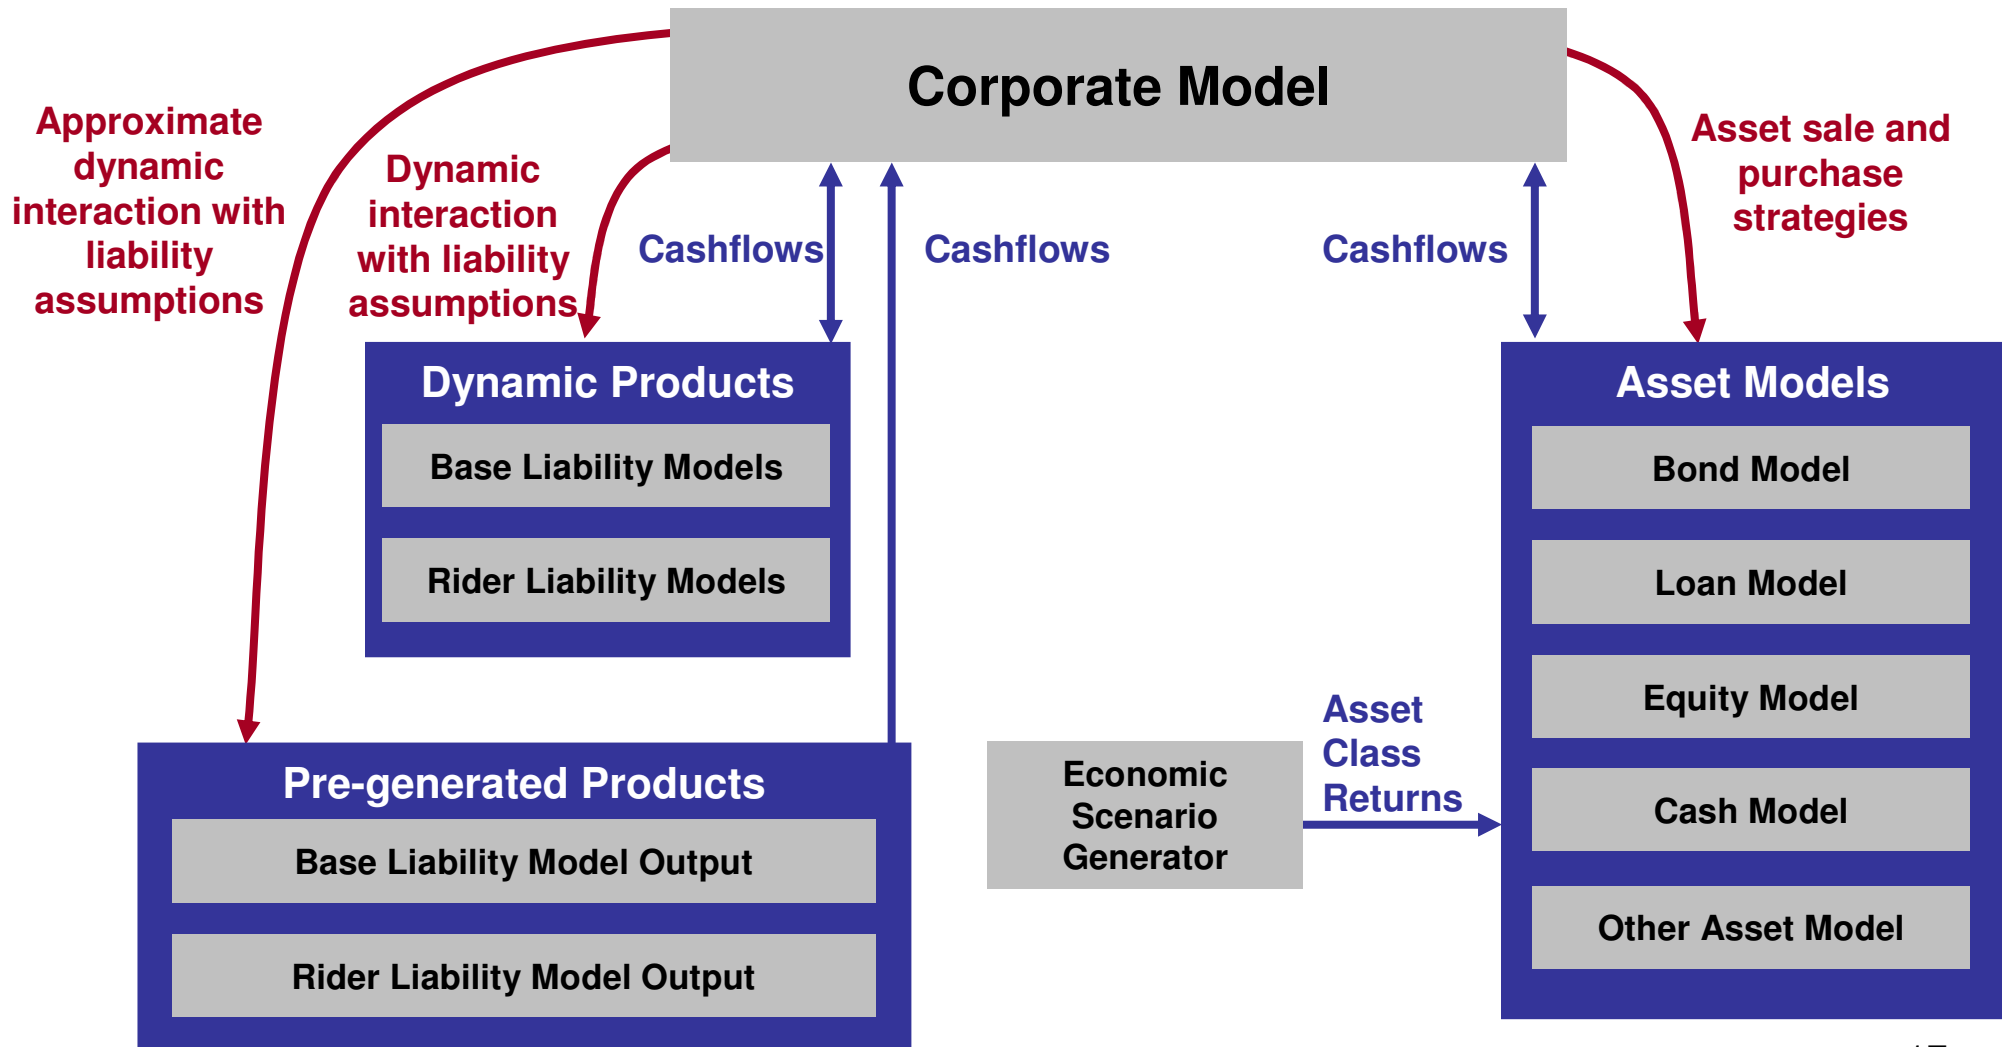 Corporate Model
Approximate
dynamic
interaction with
liability
assumptions
Dynamic
interaction
with liability
assumptions
Cashflows
Cashflows
Cashflows
Asset sale and
purchase
strategies
Dynamic Products
Base Liability Models
Rider Liability Models
Asset Models
Bond Model
Loan Model
Equity Model
Cash Model
Other Asset Model
Asset
Class
Returns
Economic
Scenario
Generator
Pre-generated Products
Base Liability Model Output
Rider Liability Model Output